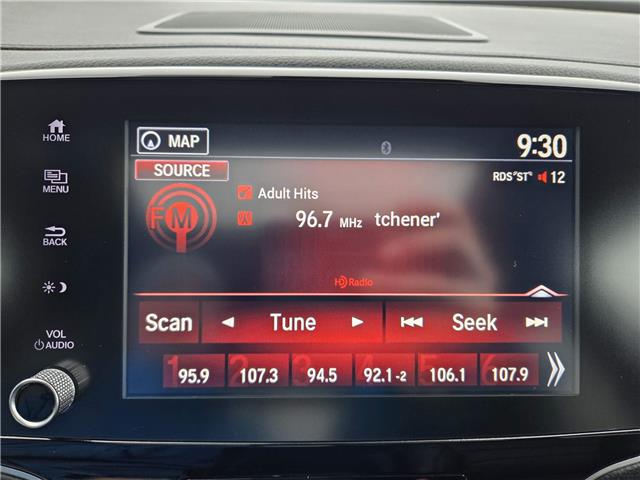 HOME
MENU
BACK
VOL
AUDIO
MAP
9:30
SOURCE
RDS "ST" 12
FM
Adult Hits
96.7 MHz tchener'
HD Radio
Scan Tune Seek
1 2 3 4 5 6
95.9 107.3 94.5 92.1-2 106.1 107.9